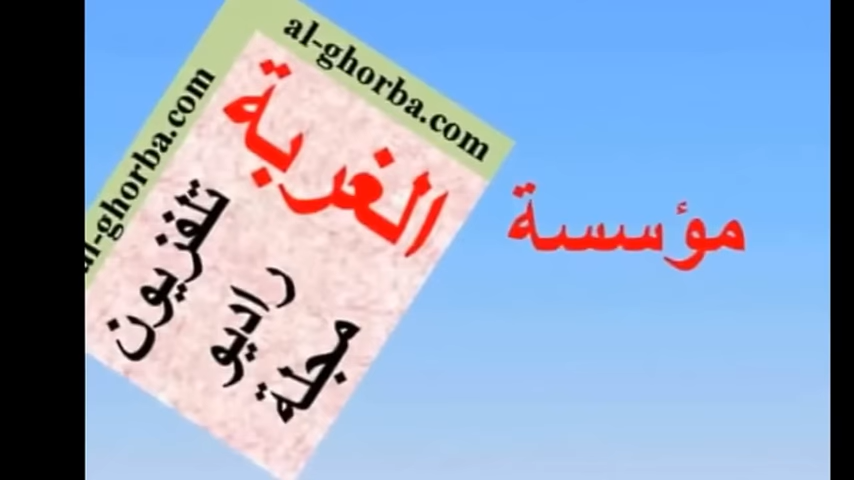 مؤسسة
al-ghorba.com
al-ghorba.com
الغربة
تلفزيون
راديو
مجلة